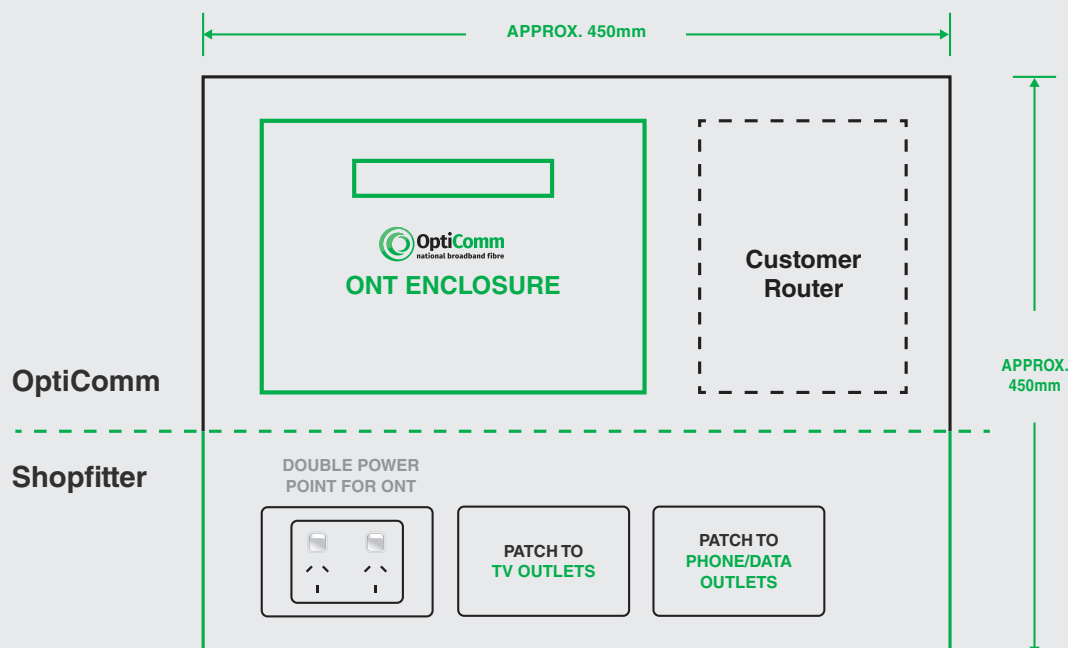 APPROX. 450mm
OptiComm
national broadband fibre
ONT ENCLOSURE
Customer
Router
OptiComm
APPROX.
450mm
Shopfitter
DOUBLE POWER
POINT FOR ONT
PATCH TO
TV OUTLETS
PATCH TO
PHONE/DATA
OUTLETS